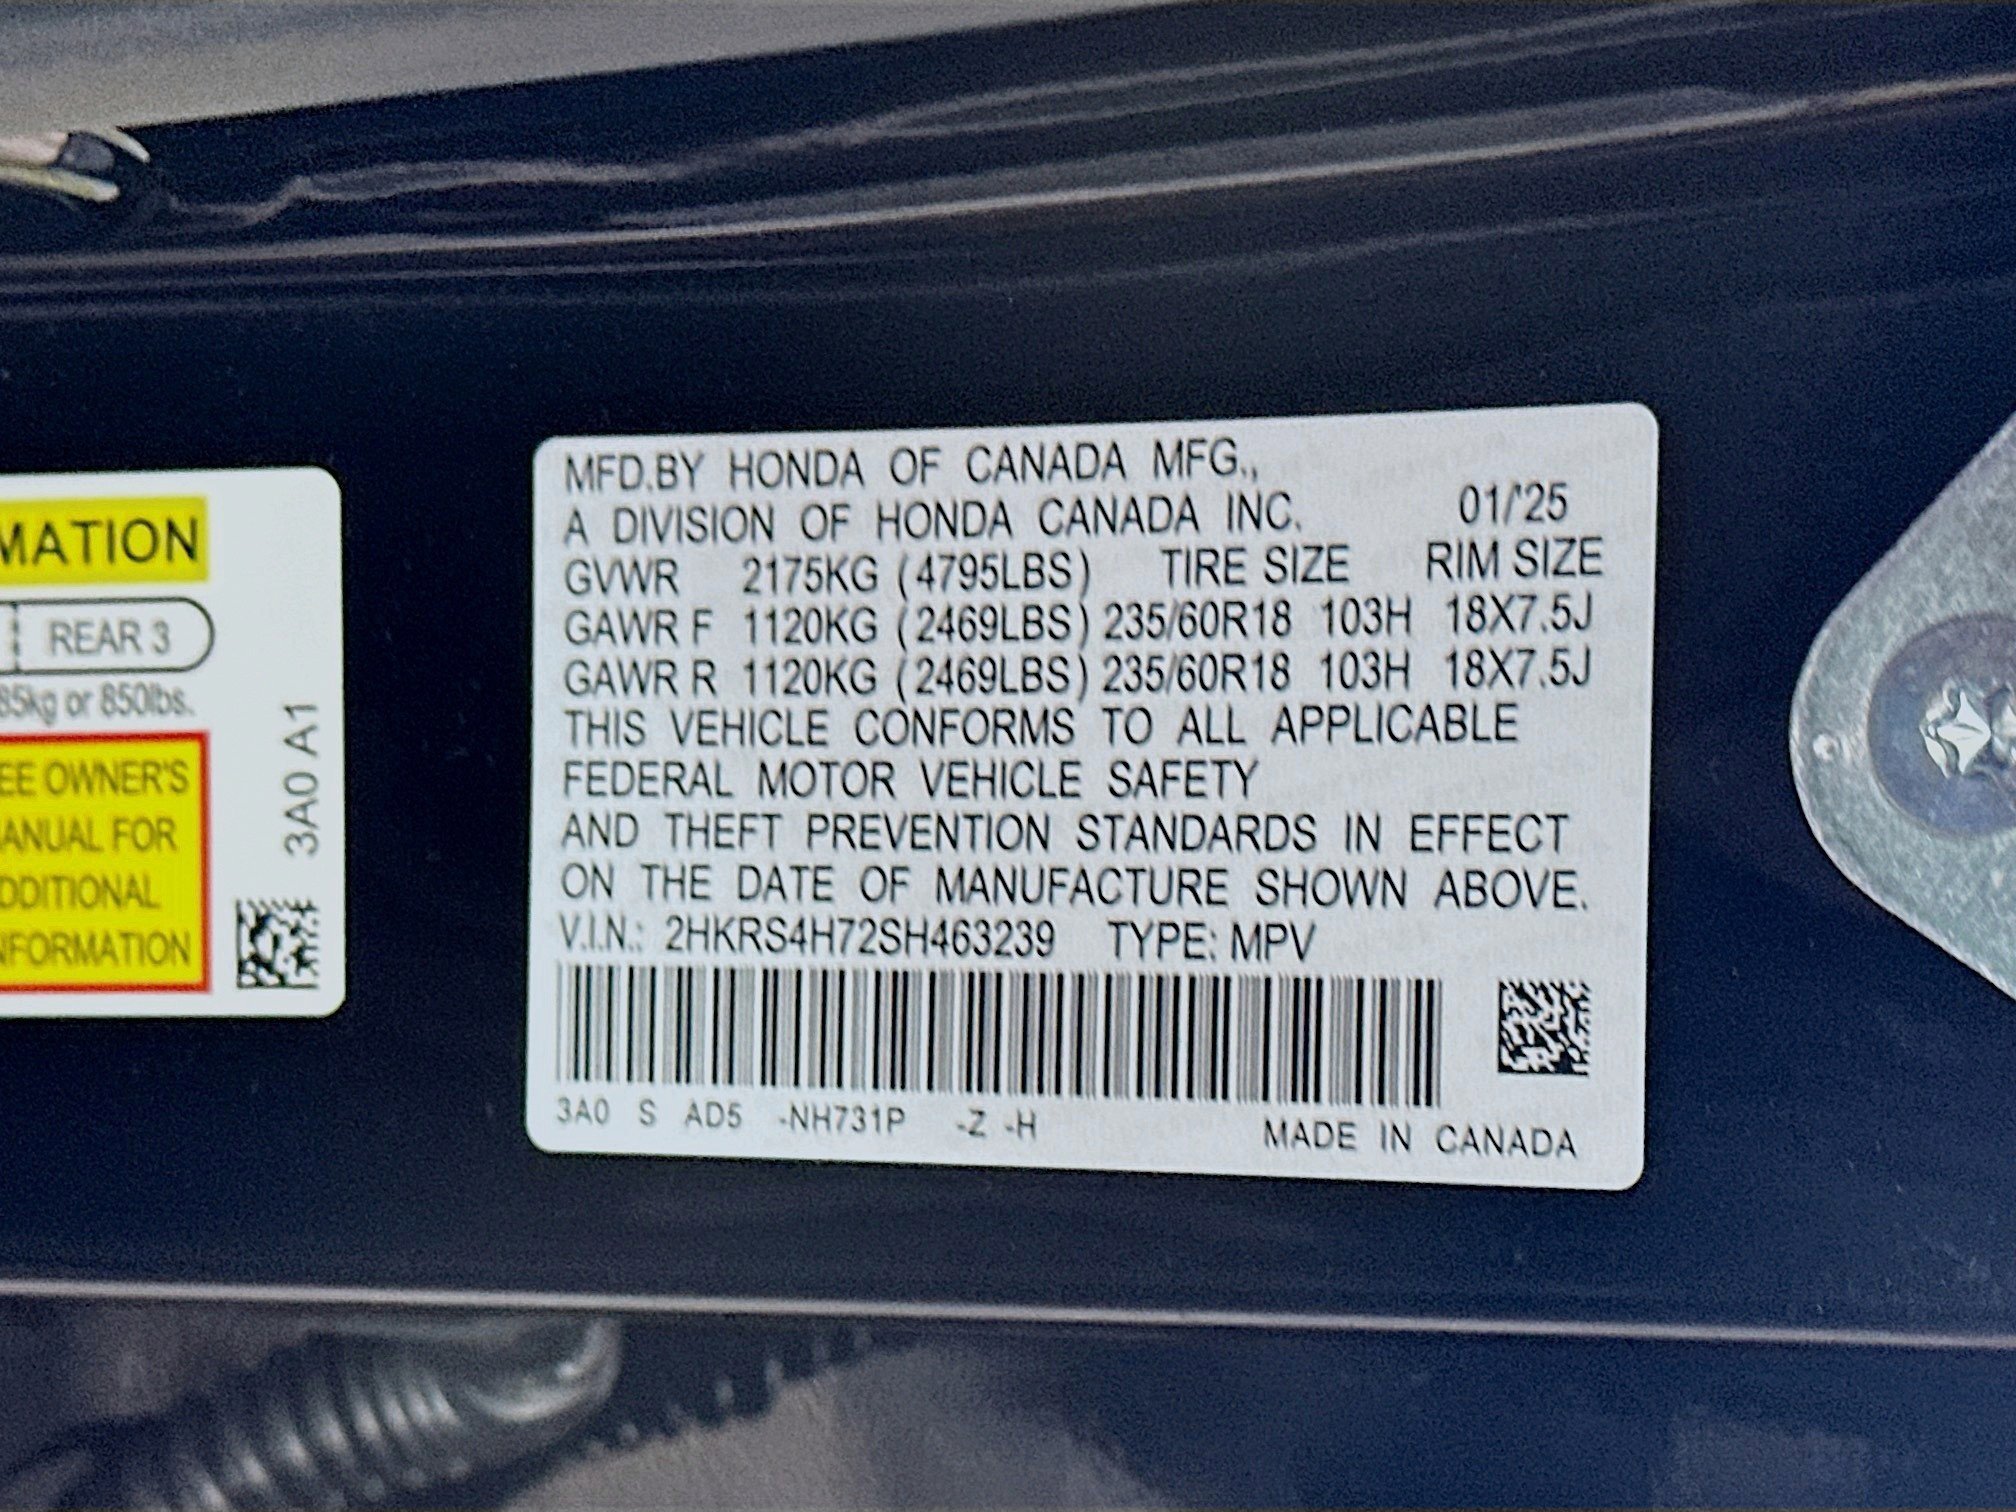 MATION
REAR 3
85kg or 850lbs.
EE OWNER'S
ANUAL FOR
DDITIONAL
NFORMATION
3A0 A1
MFD.BY HONDA OF CANADA MFG.,
A DIVISION OF HONDA CANADA INC. 01/'25
GVWR 2175KG (4795LBS) TIRE SIZE RIM SIZE
GAWR F 1120KG (2469LBS) 235/60R18 103H 18X7.5J
GAWR R 1120KG (2469LBS) 235/60R18 103H 18X7.5J
THIS VEHICLE CONFORMS TO ALL APPLICABLE
FEDERAL MOTOR VEHICLE SAFETY
AND THEFT PREVENTION STANDARDS IN EFFECT
ON THE DATE OF MANUFACTURE SHOWN ABOVE.
V.I.N.: 2HKRS4H72SH463239 TYPE: MPV
3A0 S AD5 -NH731P -Z -H MADE IN CANADA